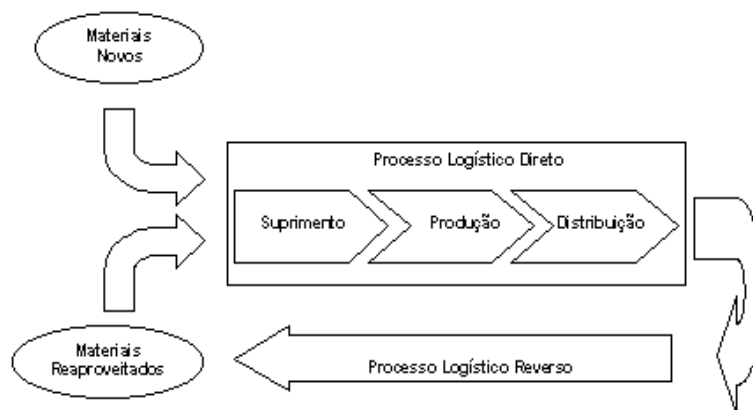 Materiais
Novos
Processo Logístico Direto
Suprimento
Produção
Distribuição
Materiais
Reaproveitados
Processo Logístico Reverso